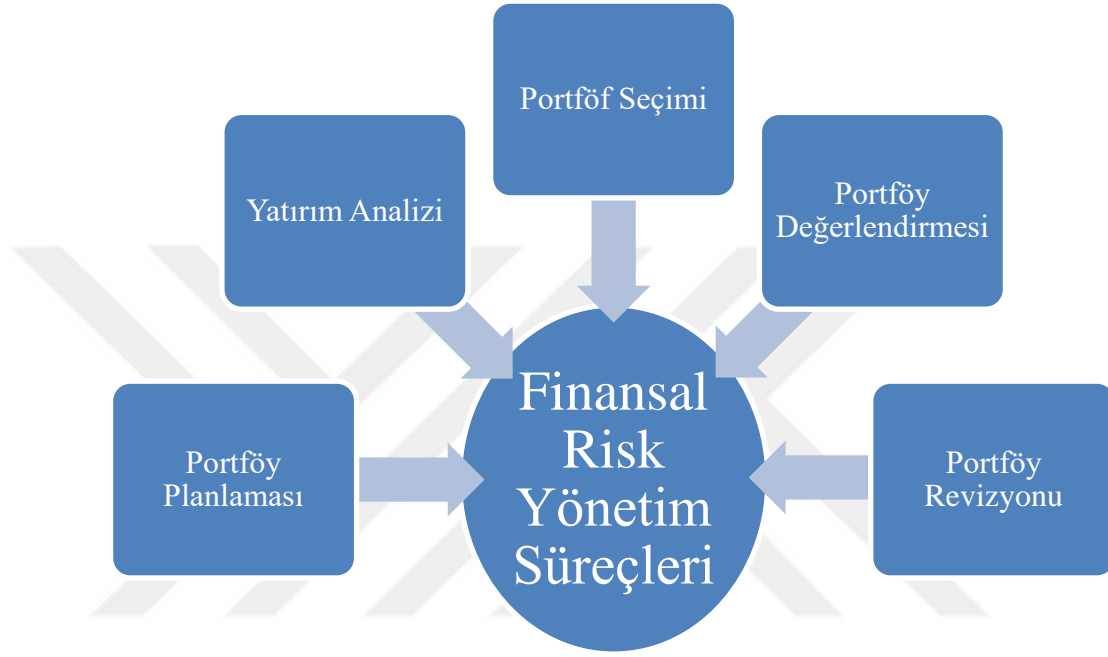 Portföf Seçimi
Yatırım Analizi
Portföy
Değerlendirmesi
Portföy
Planlaması
Finansal
Risk
Yönetim
Süreçleri
Portföy
Revizyonu